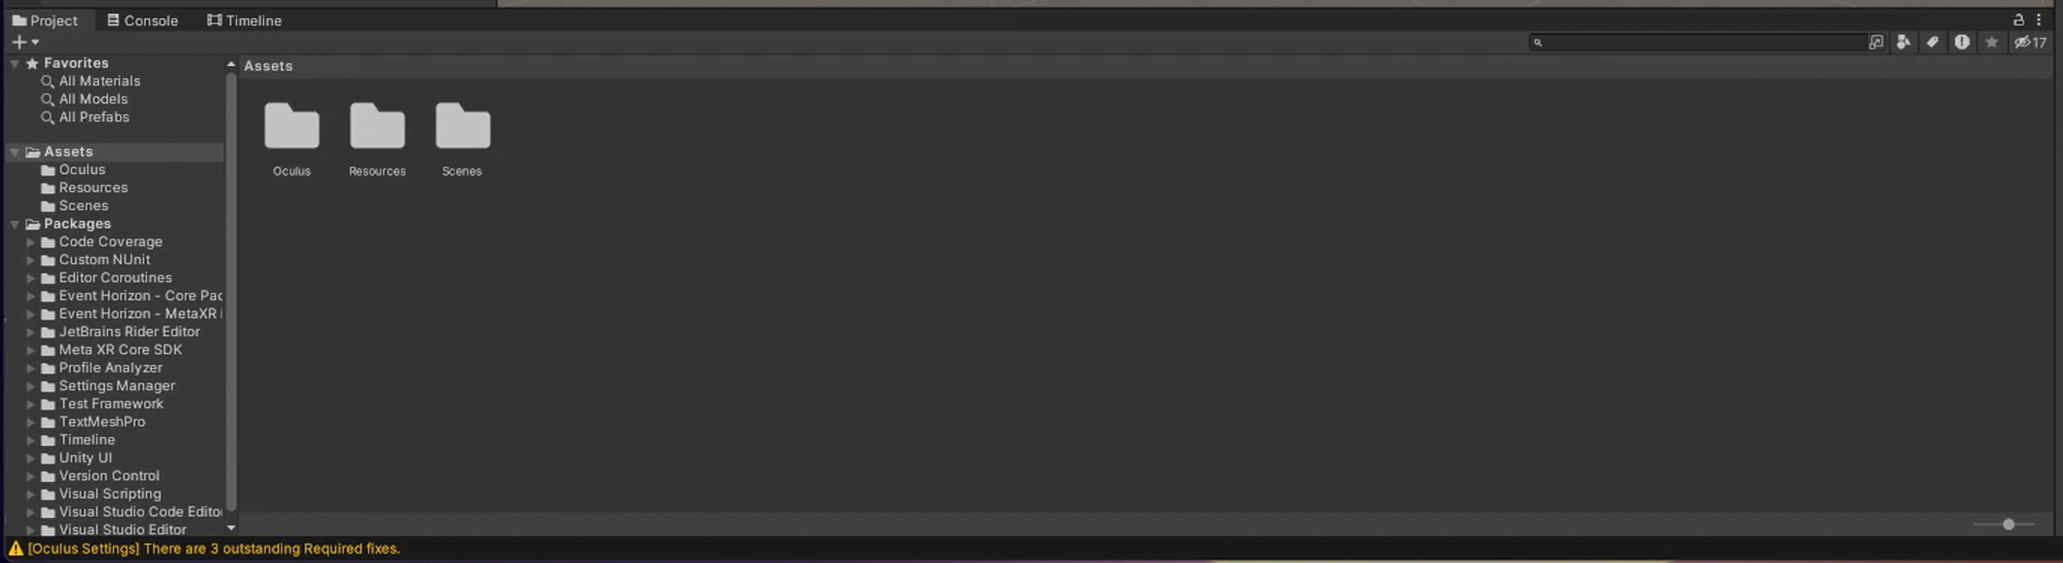 Project
Console
Timeline
17
Favorites
All Materials
All Models
All Prefabs
Assets
Oculus
Resources
Scenes
Packages
Code Coverage
Custom NUnit
Editor Coroutines
Event Horizon - Core Pac
Event Horizon - MetaXR i
JetBrains Rider Editor
Meta XR Core SDK
Profile Analyzer
Settings Manager
Test Framework
TextMeshPro
Timeline
Unity UI
Version Control
Visual Scripting
Visual Studio Code Edito
Visual Studio Editor
Assets
Oculus
Resources
Scenes
[Oculus Settings] There are 3 outstanding Required fixes.